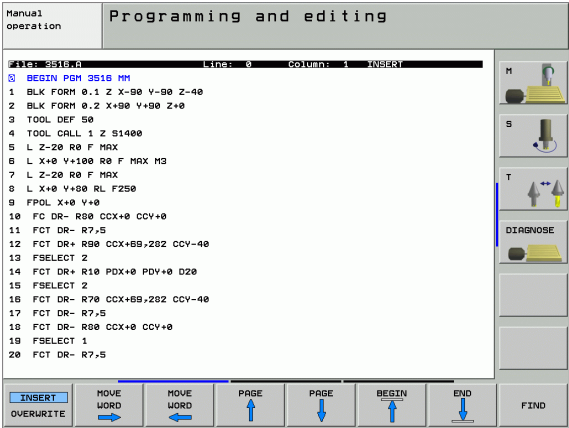 Manual
operation
Programming and editing
File: 3516.A Line: 0 Column: 1 INSERT
0 BEGIN PGM 3516 MM
1 BLK FORM 0.1 Z X-90 Y-90 Z-40
2 BLK FORM 0.2 X+90 Y+90 Z+0
3 TOOL DEF 50
4 TOOL CALL 1 Z S1400
5 L Z-20 R0 F MAX
6 L X+0 Y+100 R0 F MAX M3
7 L Z-20 R0 F MAX
8 L X+0 Y+80 RL F250
9 FPOL X+0 Y+0
10 FC DR- R80 CCX+0 CCY+0
11 FCT DR- R7,5
12 FCT DR+ R90 CCX+69,282 CCY-40
13 FSELECT 2
14 FCT DR+ R10 PDX+0 PDY+0 D20
15 FSELECT 2
16 FCT DR- R70 CCX+69,282 CCY-40
17 FCT DR- R7,5
18 FCT DR- R80 CCX+0 CCY+0
19 FSELECT 1
20 FCT DR- R7,5
M
S
T
DIAGNOSE
INSERT
OVERWRITE
MOVE
WORD
MOVE
WORD
PAGE
PAGE
BEGIN
END
FIND